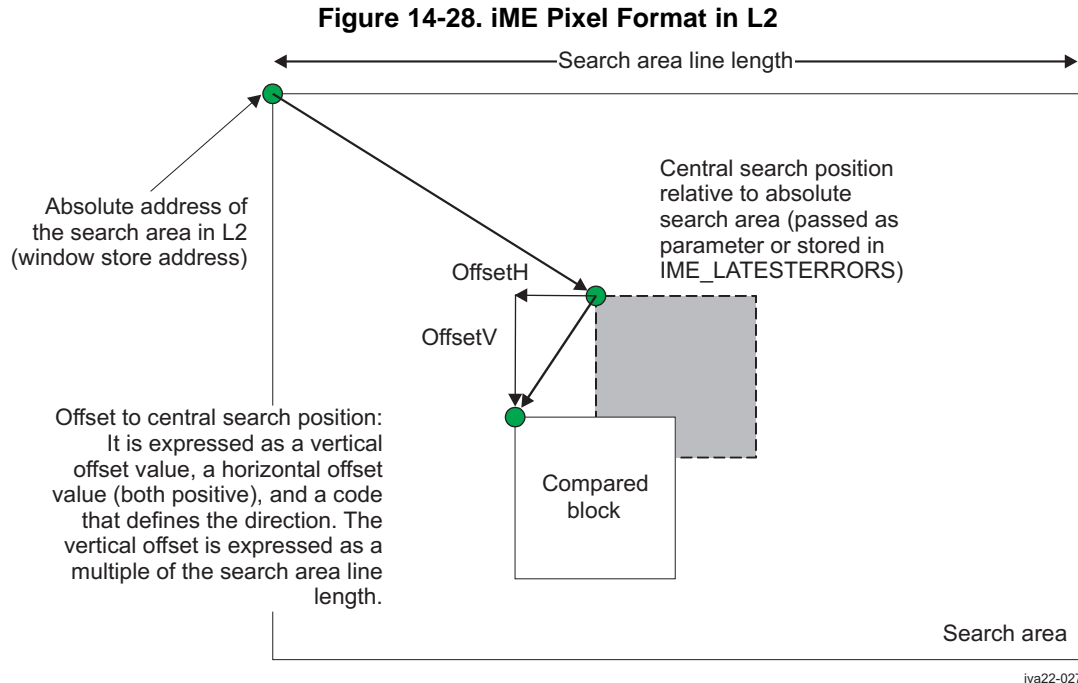 Figure 14-28. iME Pixel Format in L2
Search area line length
Absolute address of
the search area in L2
(window store address)
Central search position
relative to absolute
search area (passed as
parameter or stored in
IME_LATESTERRORS)
OffsetH
OffsetV
Offset to central search position:
It is expressed as a vertical
offset value, a horizontal offset
value (both positive), and a code
that defines the direction. The
vertical offset is expressed as a
multiple of the search area line
length.
Compared
block
Search area
iva22-027